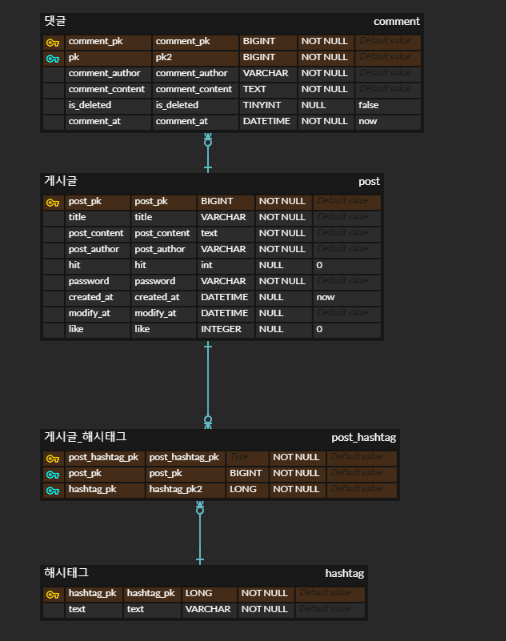 댓글 comment
comment_pk comment_pk BIGINT NOT NULL Default value
pk pk2 BIGINT NOT NULL Default value
comment_author comment_author VARCHAR NOT NULL Default value
comment_content comment_content TEXT NOT NULL Default value
is_deleted is_deleted TINYINT NULL false
comment_at comment_at DATETIME NOT NULL now
게시글 post
post_pk post_pk BIGINT NOT NULL Default value
title title VARCHAR NOT NULL Default value
post_content post_content text NOT NULL Default value
post_author post_author VARCHAR NOT NULL Default value
hit hit int NULL 0
password password VARCHAR NOT NULL Default value
created_at created_at DATETIME NULL now
modify_at modify_at DATETIME NULL Default value
like like INTEGER NULL 0
게시글_해시태그 post_hashtag
post_hashtag_pk post_hashtag_pk Type NOT NULL Default value
post_pk post_pk BIGINT NOT NULL Default value
hashtag_pk hashtag_pk2 LONG NOT NULL Default value
해시태그 hashtag
hashtag_pk hashtag_pk LONG NOT NULL Default value
text text VARCHAR NOT NULL Default value